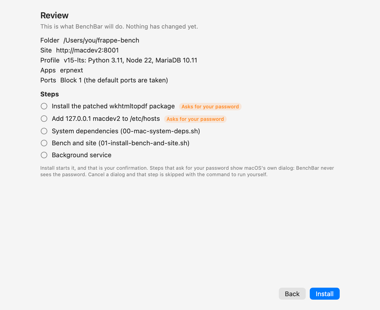 Review
This is what BenchBar will do. Nothing has changed yet.
Folder /Users/you/frappe-bench
Site http://macdev2:8001
Profile v15-lts: Python 3.11, Node 22, MariaDB 10.11
Apps erpnext
Ports Block 1 (the default ports are taken)
Steps
Install the patched wkhtmltopdf package Asks for your password
Add 127.0.0.1 macdev2 to /etc/hosts Asks for your password
System dependencies (00-mac-system-deps.sh)
Bench and site (01-install-bench-and-site.sh)
Background service
Install starts it, and that is your confirmation. Steps that ask for your password show macOS's own dialog: BenchBar never
sees the password. Cancel a dialog and that step is skipped with the command to run yourself.
Back Install